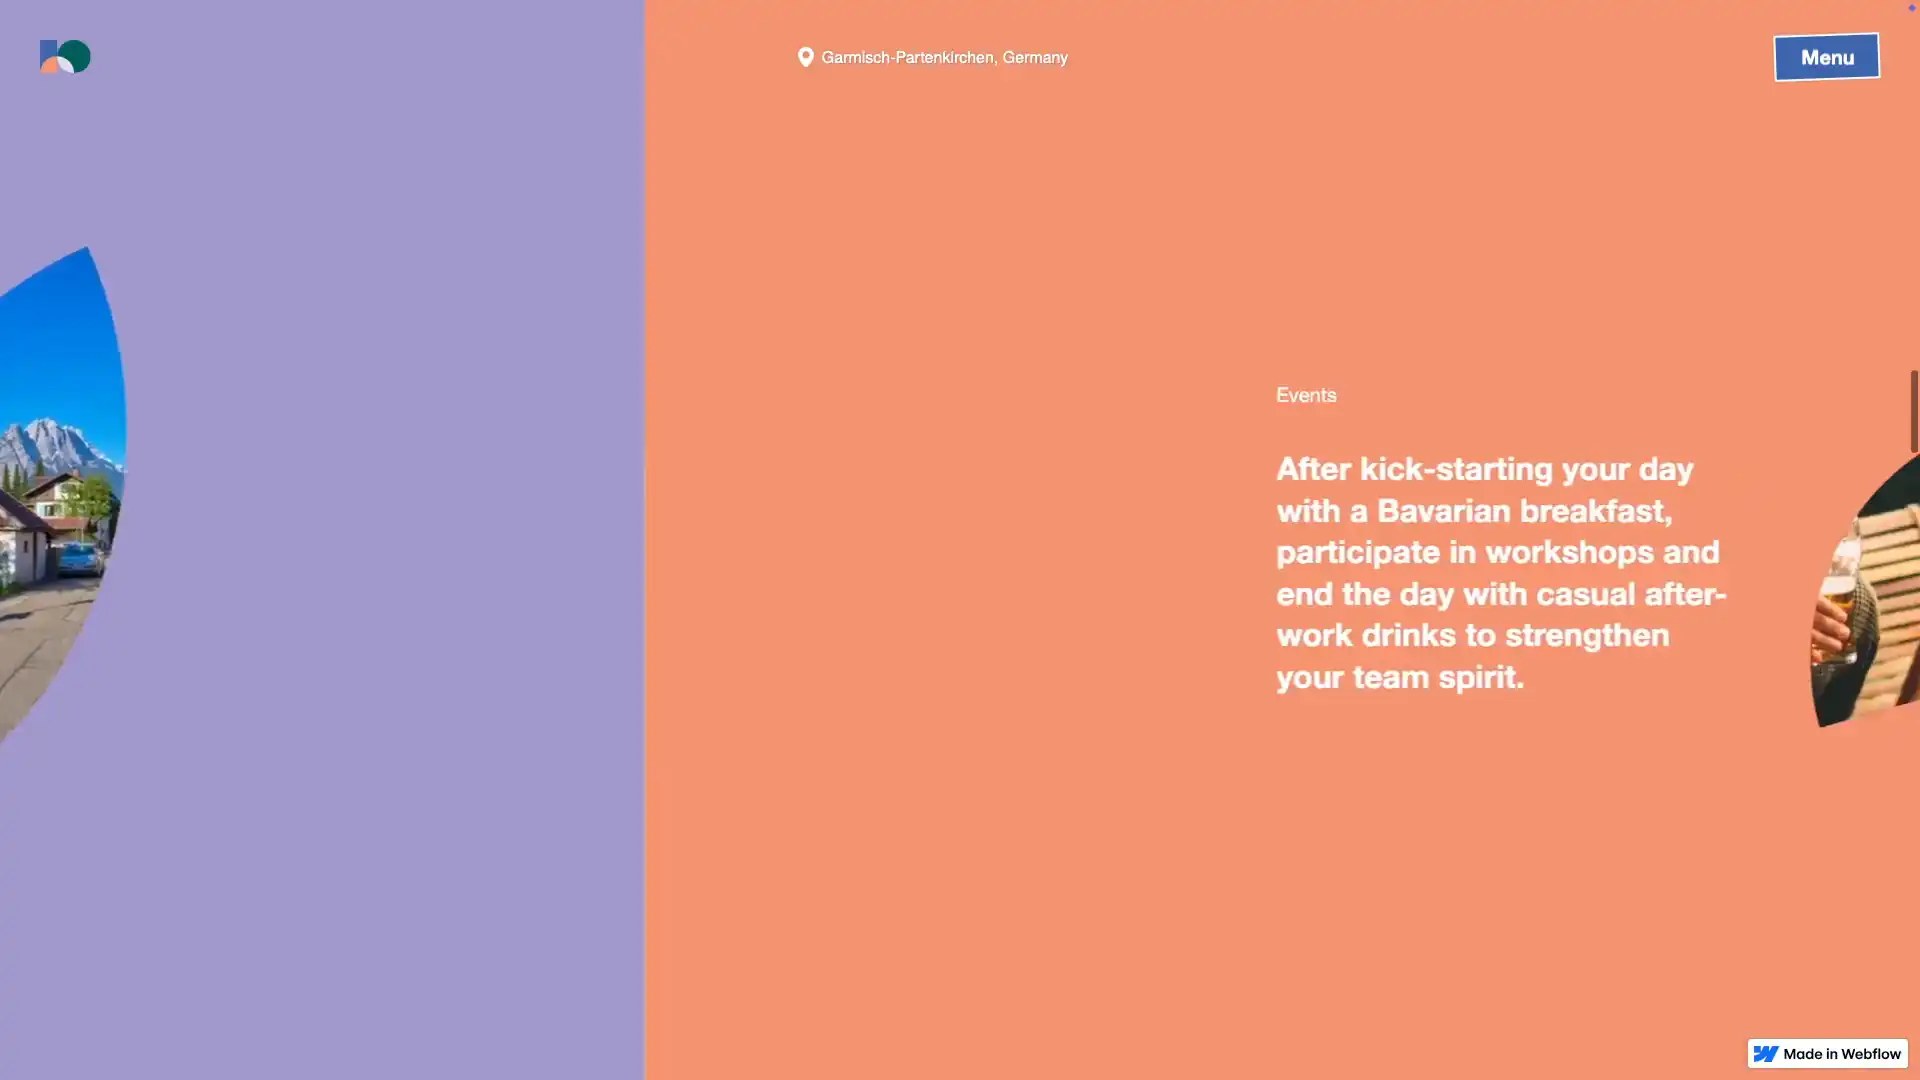 Garmisch-Partenkirchen, Germany
Menu
Events
After kick-starting your day
with a Bavarian breakfast,
participate in workshops and
end the day with casual after-
work drinks to strengthen
your team spirit.
Made in Webflow